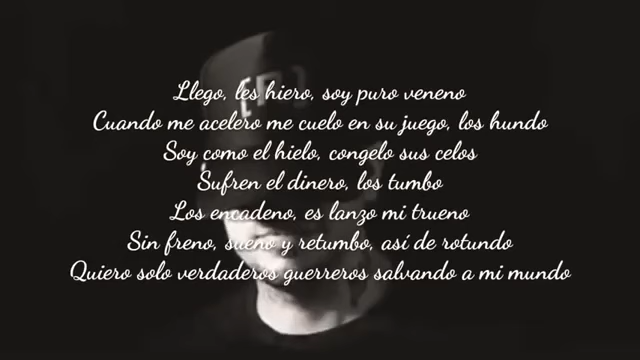 Llego, les hiero, soy puro veneno
Cuando me acelero me cuelo en su juego, los hundo
Soy como el hielo, congelo sus celos
Sufren el dinero, los tumbo
Los encadeno, es lanzo mi trueno
Sin freno, sueno y retumbo, así de rotundo
Quiero solo verdaderos guerreros salvando a mi mundo